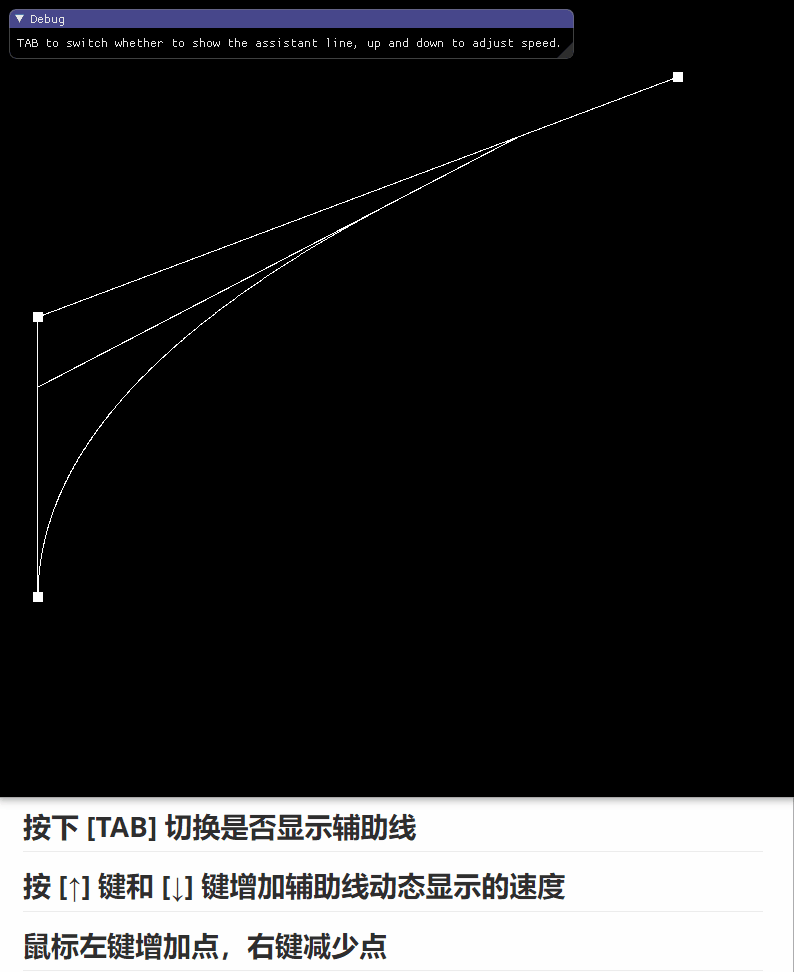 Debug
TAB to switch whether to show the assistant line, up and down to adjust speed.
按下 [TAB] 切换是否显示辅助线
按 [↑] 键和 [↓] 键增加辅助线动态显示的速度
鼠标左键增加点，右键减少点